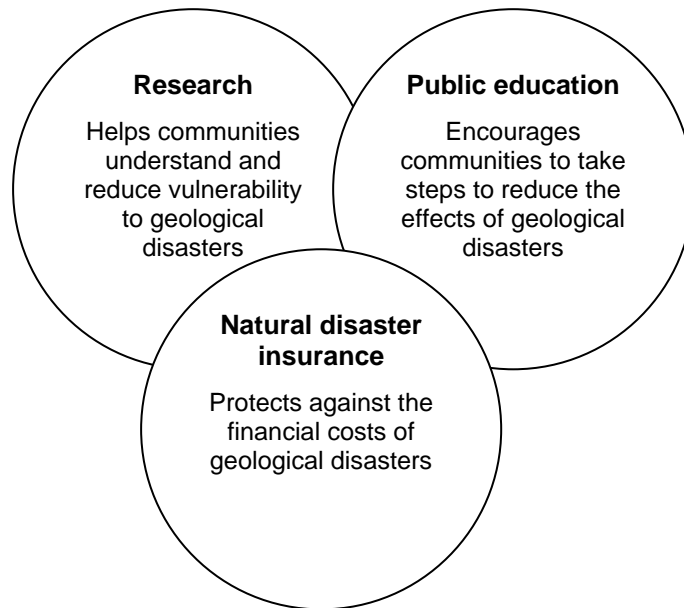 Research
Helps communities
understand and
reduce vulnerability
to geological
disasters
Public education
Encourages
communities to take
steps to reduce the
effects of geological
disasters
Natural disaster
insurance
Protects against the
financial costs of
geological disasters